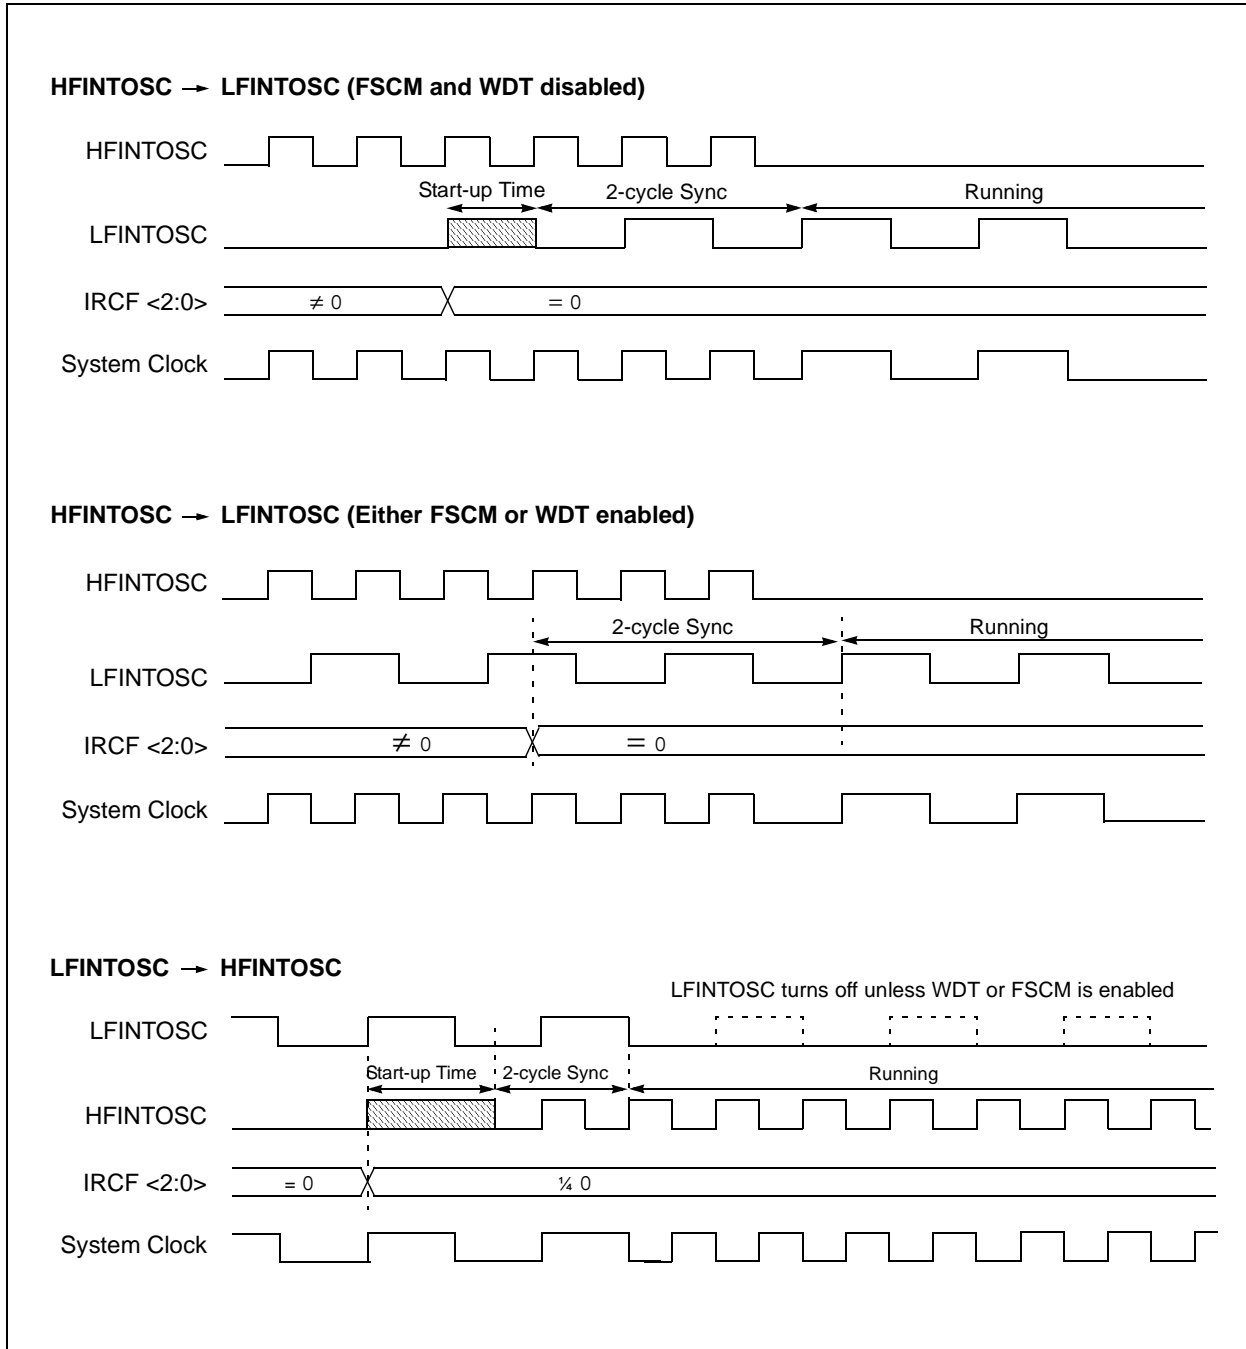 HFINTOSC → LFINTOSC (FSCM and WDT disabled)
HFINTOSC
Start-up Time 2-cycle Sync Running
LFINTOSC
IRCF <2:0> ≠ 0 = 0
System Clock
HFINTOSC → LFINTOSC (Either FSCM or WDT enabled)
HFINTOSC
2-cycle Sync Running
LFINTOSC
IRCF <2:0> ≠ 0 = 0
System Clock
LFINTOSC → HFINTOSC
LFINTOSC turns off unless WDT or FSCM is enabled
LFINTOSC
Start-up Time 2-cycle Sync Running
HFINTOSC
IRCF <2:0> = 0 ¼ 0
System Clock